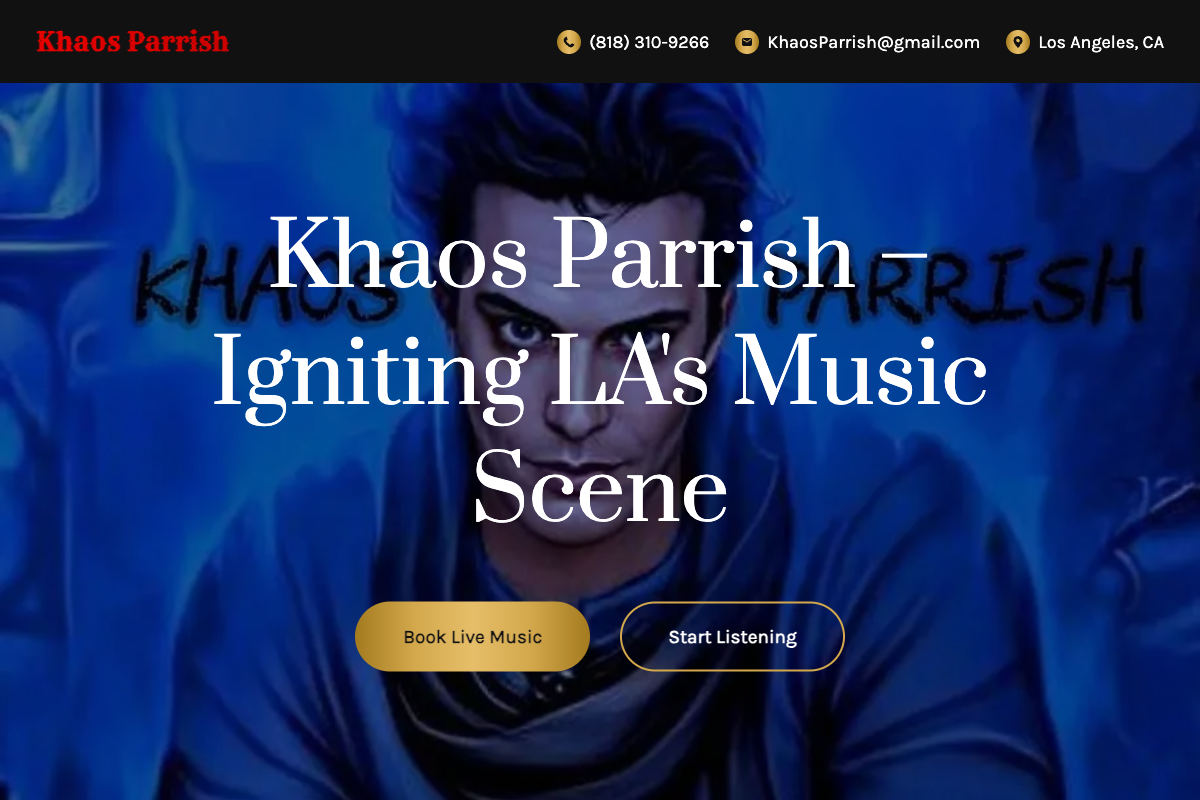 Khaos Parrish
(818) 310-9266
KhaosParrish@gmail.com
Los Angeles, CA
KHAOS PARRISH
Khaos Parrish –
Igniting LA's Music
Scene
Book Live Music
Start Listening